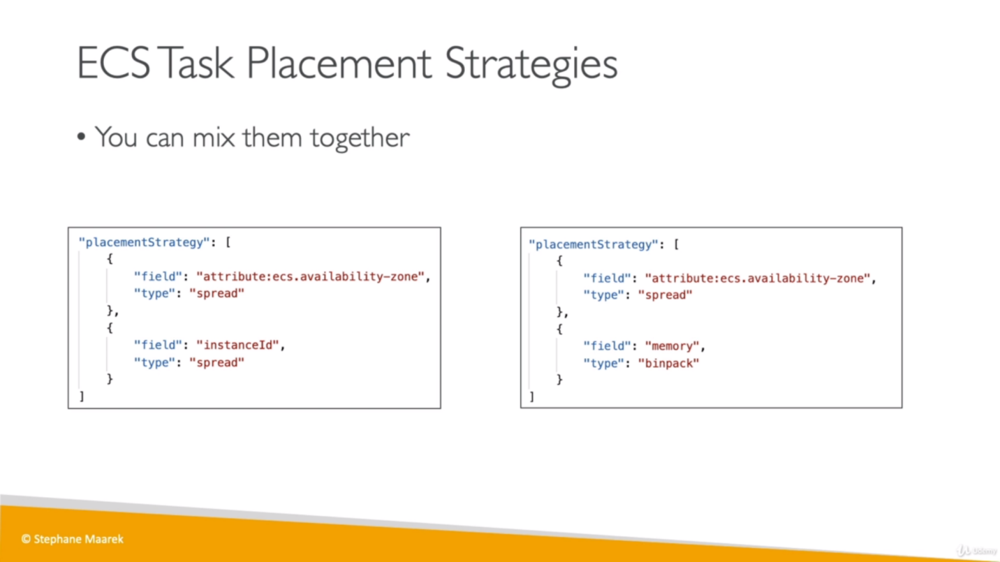 ECS Task Placement Strategies
• You can mix them together
"placementStrategy": [
{
"field": "attribute:ecs.availability-zone",
"type": "spread"
},
{
"field": "instanceId",
"type": "spread"
}
]
"placementStrategy": [
{
"field": "attribute:ecs.availability-zone",
"type": "spread"
},
{
"field": "memory",
"type": "binpack"
}
]
© Stephane Maarek
Udemy